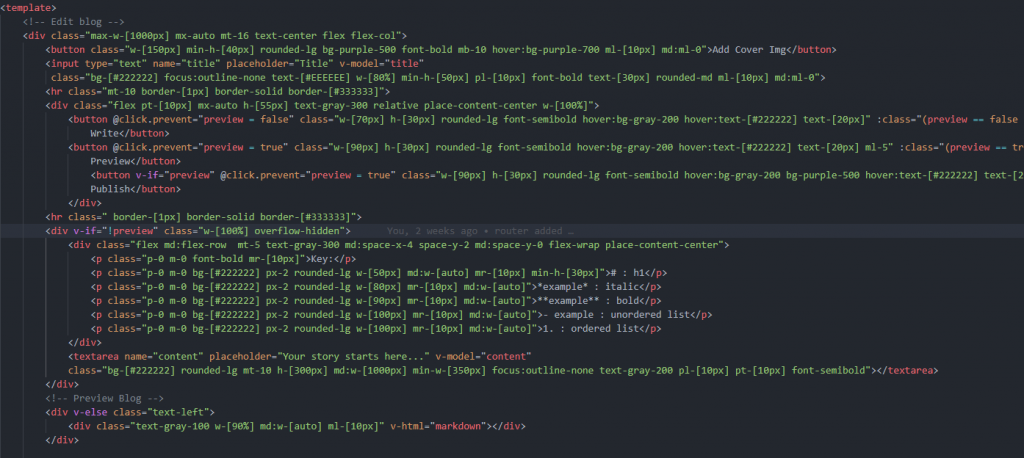 <template>
<!-- Edit blog -->
<div class="max-w-[1000px] mx-auto mt-16 text-center flex flex-col">
<button class="w-[150px] min-h-[40px] rounded-lg bg-purple-500 font-bold mb-10 hover:bg-purple-700 ml-[10px] md:ml-0">Add Cover Img</button>
<input type="text" name="title" placeholder="Title" v-model="title"
class="bg-[#222222] focus:outline-none text-[#EEEEEE] w-[80%] min-h-[50px] pl-[10px] font-bold text-[30px] rounded-md ml-[10px] md:ml-0">
<hr class="mt-10 border-[1px] border-solid border-[#333333]">
<div class="flex pt-[10px] mx-auto h-[55px] text-gray-300 relative place-content-center w-[100%]">
<button @click.prevent="preview = false" class="w-[70px] h-[30px] rounded-lg font-semibold hover:bg-gray-200 hover:text-[#222222] text-[20px]" :class="(preview == false
Write</button>
<button @click.prevent="preview = true" class="w-[90px] h-[30px] rounded-lg font-semibold hover:bg-gray-200 hover:text-[#222222] text-[20px] ml-5" :class="(preview == tr
Preview</button>
<button v-if="preview" @click.prevent="preview = true" class="w-[90px] h-[30px] rounded-lg font-semibold hover:bg-gray-200 bg-purple-500 hover:text-[#222222] text-[2
Publish</button>
</div>
<hr class=" border-[1px] border-solid border-[#333333]">
<div v-if="!preview" class="w-[100%] overflow-hidden"> You, 2 weeks ago • router added …
<div class="flex md:flex-row  mt-5 text-gray-300 md:space-x-4 space-y-2 md:space-y-0 flex-wrap place-content-center">
<p class="p-0 m-0 font-bold mr-[10px]">Key:</p>
<p class="p-0 m-0 bg-[#222222] px-2 rounded-lg w-[50px] md:w-[auto] mr-[10px] min-h-[30px]"># : h1</p>
<p class="p-0 m-0 bg-[#222222] px-2 rounded-lg w-[80px] mr-[10px] md:w-[auto]">*example* : italic</p>
<p class="p-0 m-0 bg-[#222222] px-2 rounded-lg w-[90px] mr-[10px] md:w-[auto]">**example** : bold</p>
<p class="p-0 m-0 bg-[#222222] px-2 rounded-lg w-[100px] mr-[10px] md:w-[auto]">- example : unordered list</p>
<p class="p-0 m-0 bg-[#222222] px-2 rounded-lg w-[100px] mr-[10px] md:w-[auto]">1. : ordered list</p>
</div>
<textarea name="content" placeholder="Your story starts here..." v-model="content"
class="bg-[#222222] rounded-lg mt-10 h-[300px] md:w-[1000px] min-w-[350px] focus:outline-none text-gray-200 pl-[10px] pt-[10px] font-semibold"></textarea>
</div>
<!-- Preview Blog -->
<div v-else class="text-left">
<div class="text-gray-100 w-[90%] md:w-[auto] ml-[10px]" v-html="markdown"></div>
</div>